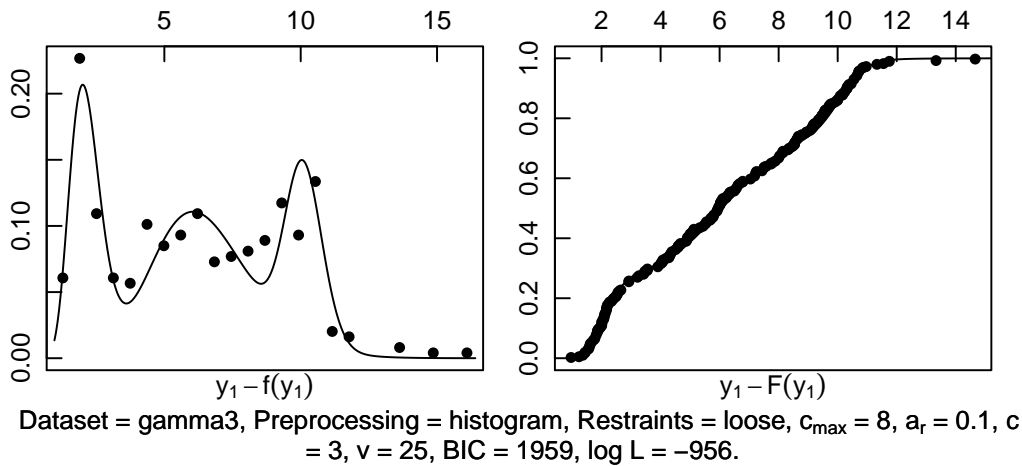 5 10 15
0.00 0.10 0.20
y₁ – f(y₁)
2 4 6 8 10 12 14
0.0 0.2 0.4 0.6 0.8 1.0
y₁ – F(y₁)
Dataset = gamma3, Preprocessing = histogram, Restraints = loose, cₘₐₓ = 8, aᵣ = 0.1, c
= 3, v = 25, BIC = 1959, log L = −956.